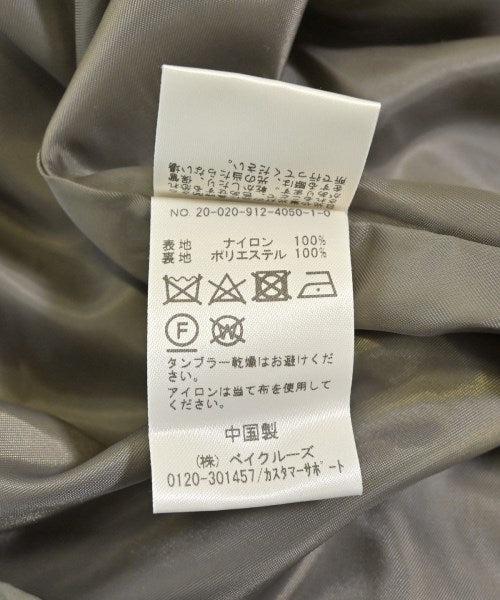 NO. 20-020-912-4050-1-0
表地 ナイロン 100%
裏地 ポリエステル 100%
F
W
タンブラー乾燥はお避けくだ
さい。
アイロンは当て布を使用して
ください。
中国製
(株) ベイクルーズ
0120-301457/カスタマーサポート